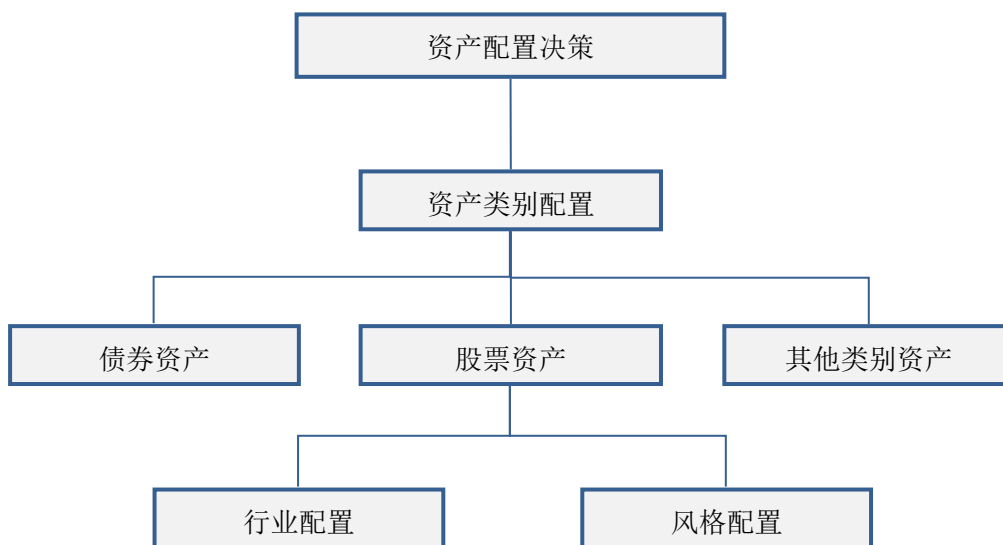 资产配置决策
资产类别配置
债券资产
股票资产
其他类别资产
行业配置
风格配置